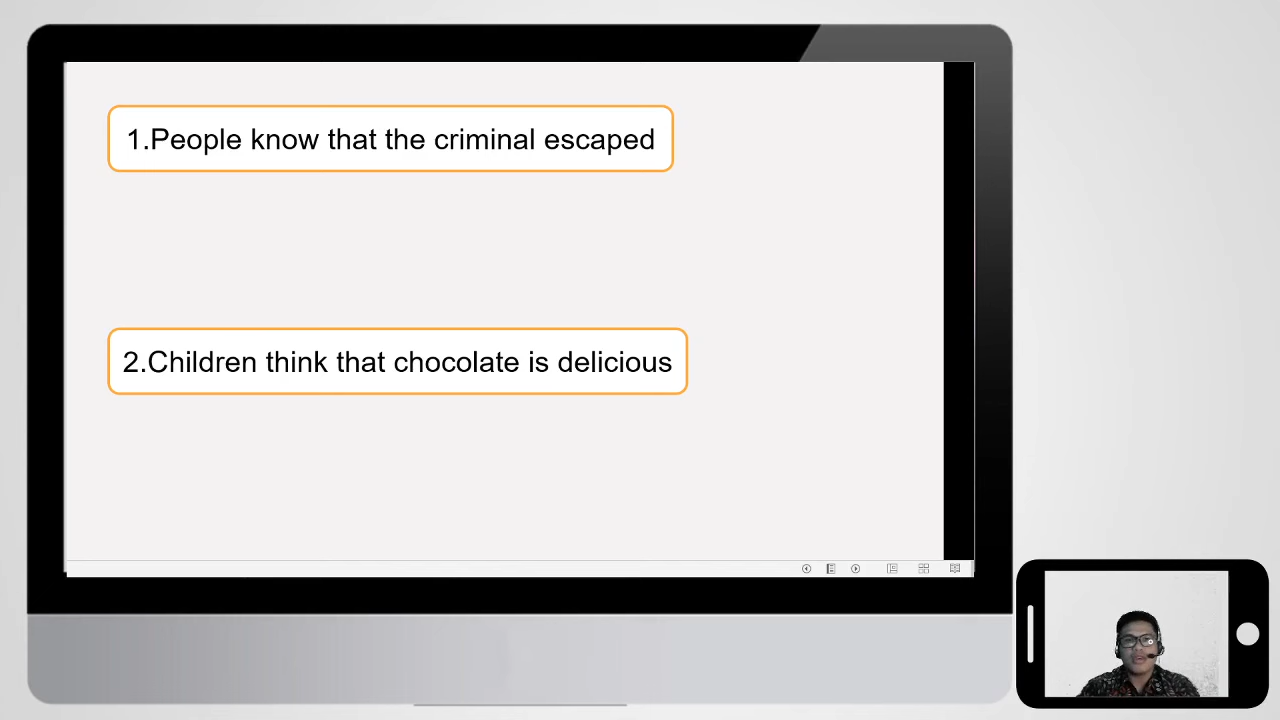 1.People know that the criminal escaped
2.Children think that chocolate is delicious